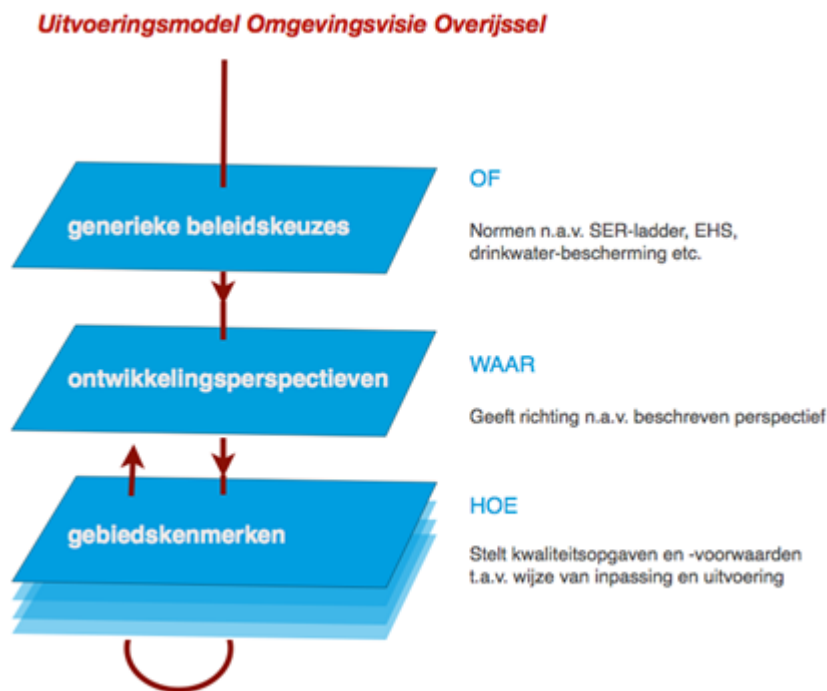 Uitvoeringsmodel Omgevingsvisie Overijssel
generieke beleidskeuzes
OF
Normen n.a.v. SER-ladder, EHS,
drinkwater-bescherming etc.
ontwikkelingsperspectieven
WAAR
Geeft richting n.a.v. beschreven perspectief
gebiedskenmerken
HOE
Stelt kwaliteitsopgaven en -voorwaarden
t.a.v. wijze van inpassing en uitvoering